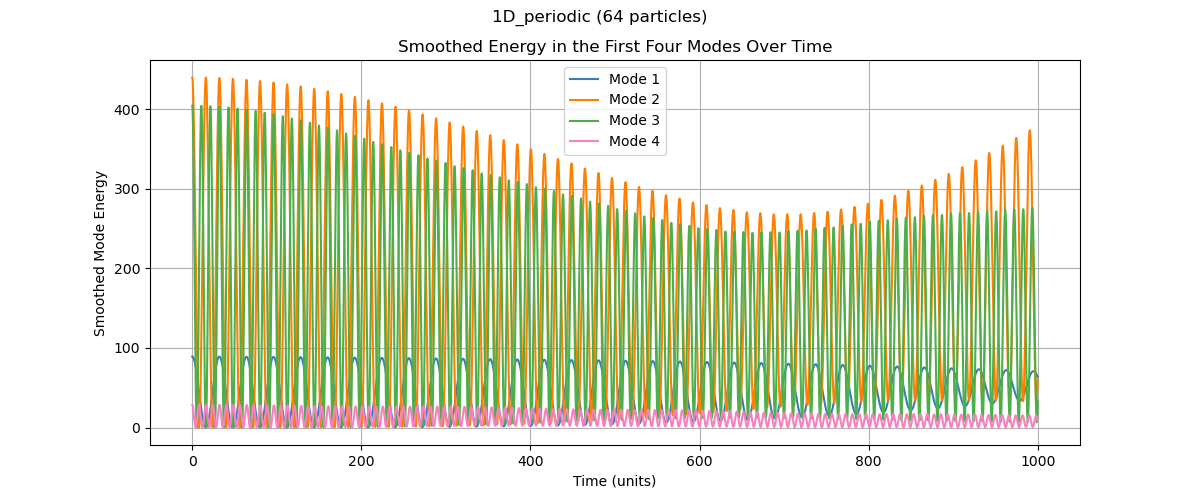 1D_periodic (64 particles)
Smoothed Energy in the First Four Modes Over Time
Mode 1
Mode 2
Mode 3
Mode 4
Smoothed Mode Energy
400
300
200
100
0
0 200 400 600 800 1000
Time (units)